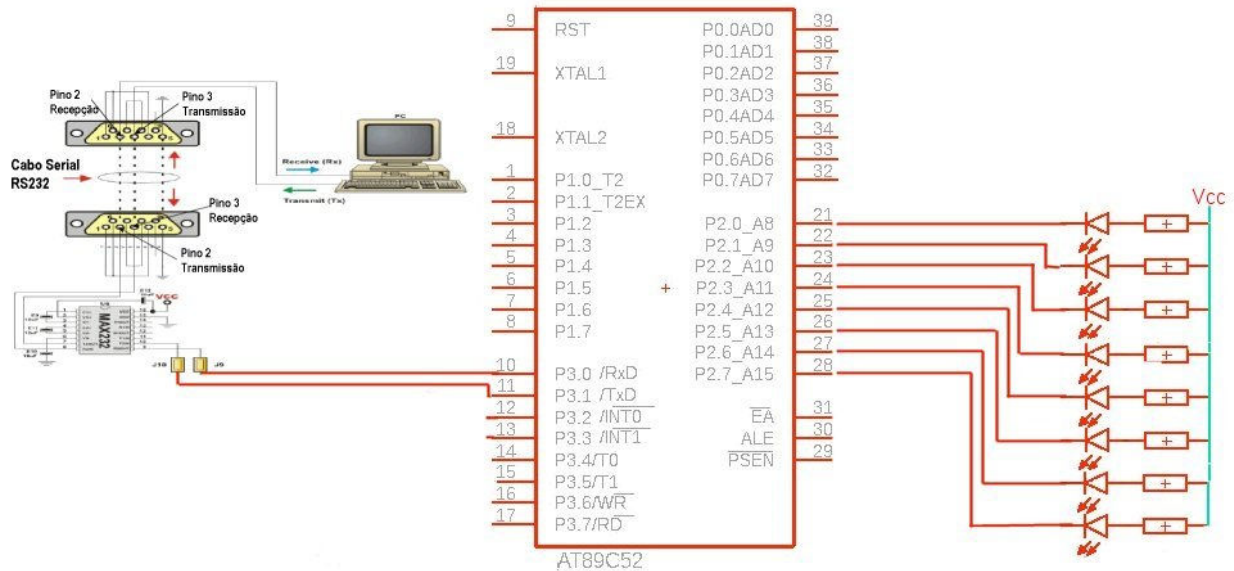 Pino 2
Recepção
Pino 3
Transmissão
Cabo Serial
RS232
Pino 3
Recepção
Pino 2
Transmissão
PC
Receive (Rx)
Transmit (Tx)
VCC
MAX232
J10
J9
9 RST
19 XTAL1
18 XTAL2
1 P1.0_T2
2 P1.1_T2EX
3 P1.2
4 P1.3
5 P1.4
6 P1.5
7 P1.6
8 P1.7
10 P3.0 /RxD
11 P3.1 /TxD
12 P3.2 /INT0
13 P3.3 /INT1
14 P3.4/T0
15 P3.5/T1
16 P3.6/WR
17 P3.7/RD
P0.0AD0 39
P0.1AD1 38
P0.2AD2 37
P0.3AD3 36
P0.4AD4 35
P0.5AD5 34
P0.6AD6 33
P0.7AD7 32
P2.0_A8 21
P2.1_A9 22
P2.2_A10 23
P2.3_A11 24
P2.4_A12 25
P2.5_A13 26
P2.6_A14 27
P2.7_A15 28
EA 31
ALE 30
PSEN 29
AT89C52
Vcc